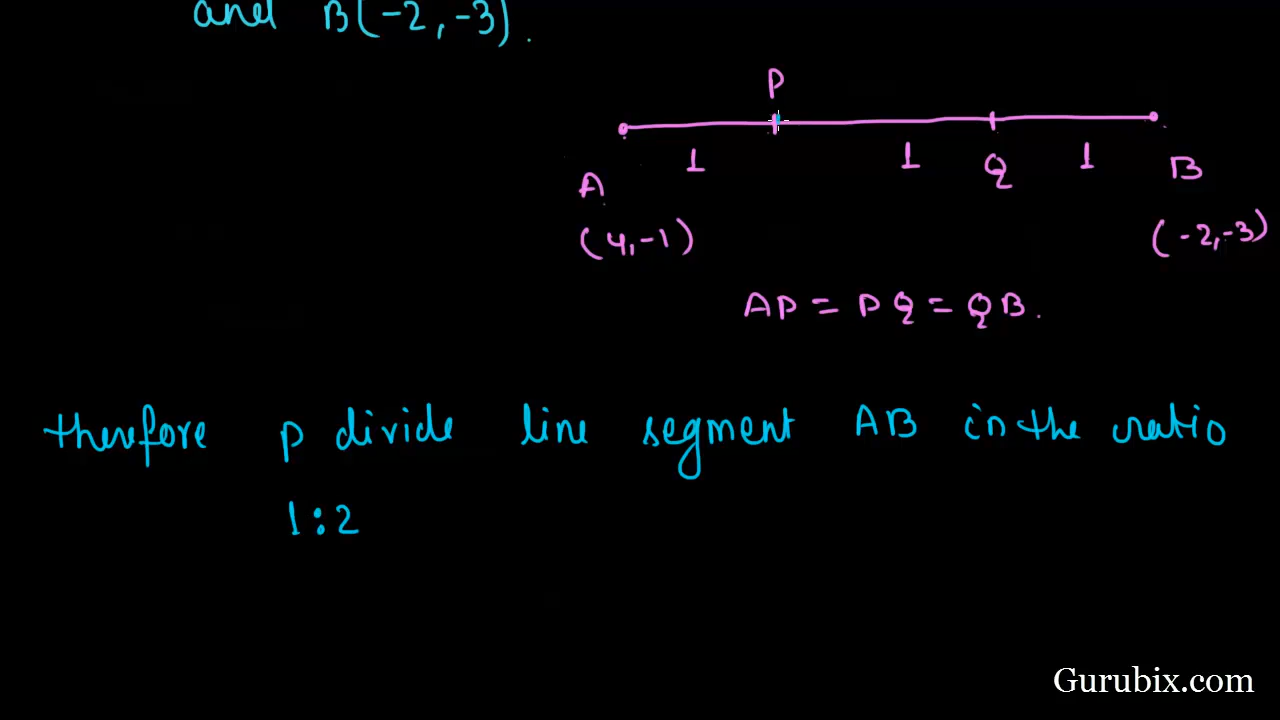 and B(-2,-3).
P
1 1 Q 1
A B
(4,-1) (-2,-3)
AP = PQ = QB.
therefore p divide line segment AB in the ratio
1:2
Gurubix.com